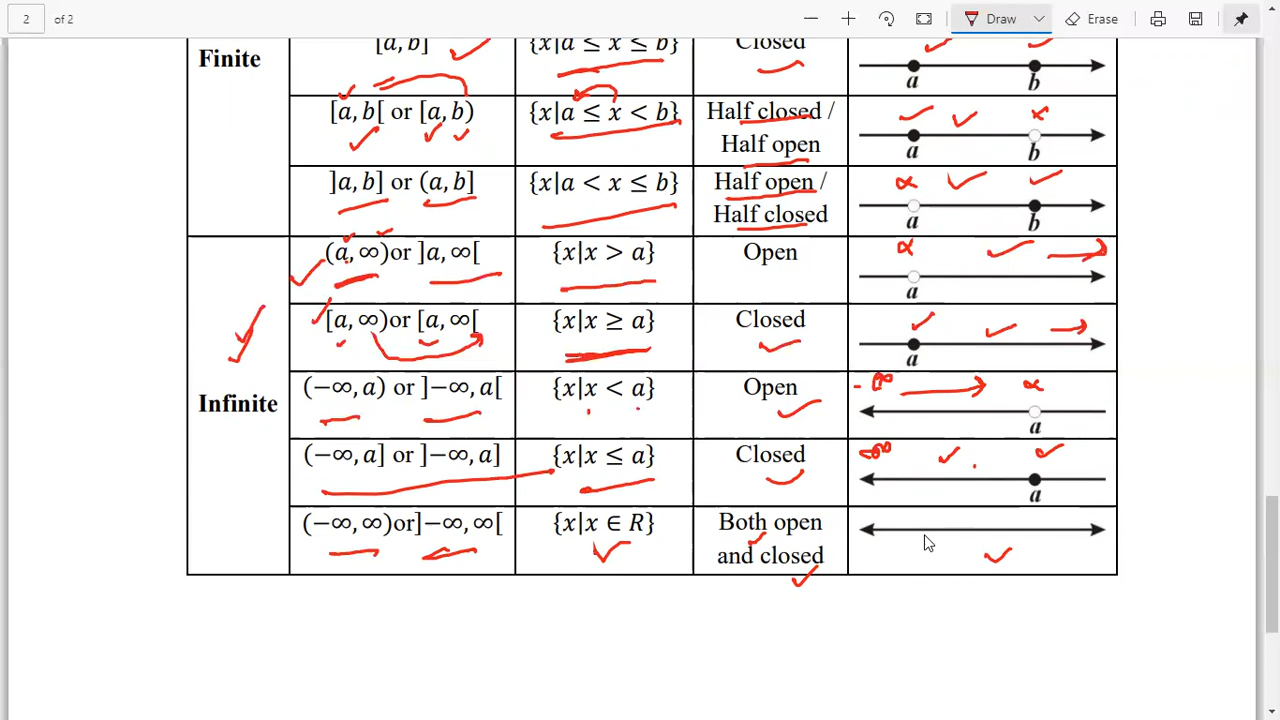 2 of 2 Draw Erase
Finite [a, b] {x|a ≤ x ≤ b} Closed a b
[a, b[ or [a, b) {x|a ≤ x < b} Half closed /
Half open a b
]a, b] or (a, b] {x|a < x ≤ b} Half open /
Half closed a b
(a, ∞)or ]a, ∞[ {x|x > a} Open a
[a, ∞)or [a, ∞[ {x|x ≥ a} Closed a
Infinite (−∞, a) or ]−∞, a[ {x|x < a} Open -∞ a
(−∞, a] or ]−∞, a] {x|x ≤ a} Closed a
(−∞, ∞)or]−∞, ∞[ {x|x ∈ R} Both open
and closed